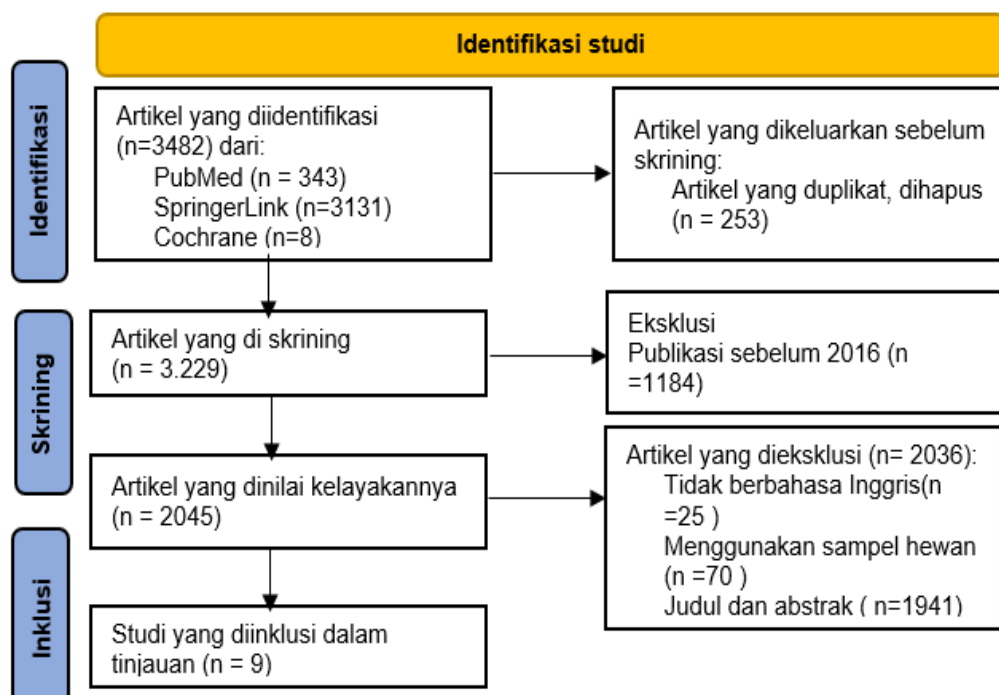 Identifikasi studi
Identifikasi
Artikel yang diidentifikasi
(n=3482) dari:
PubMed (n = 343)
SpringerLink (n=3131)
Cochrane (n=8)
Artikel yang dikeluarkan sebelum
skrining:
Artikel yang duplikat, dihapus
(n = 253)
Skrining
Artikel yang di skrining
(n = 3.229)
Eksklusi
Publikasi sebelum 2016 (n
=1184)
Artikel yang dinilai kelayakannya
(n = 2045)
Artikel yang dieksklusi (n= 2036):
Tidak berbahasa Inggris(n
=25 )
Menggunakan sampel hewan
(n =70 )
Judul dan abstrak ( n=1941)
Inklusi
Studi yang diinklusi dalam
tinjauan (n = 9)